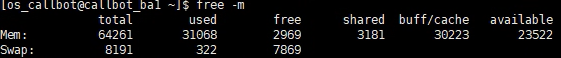 [os_callbot@callbot_ba1 ~]$ free -m
              total        used        free      shared  buff/cache   available
Mem:          64261       31068        2969        3181       30223       23522
Swap:          8191         322        7869